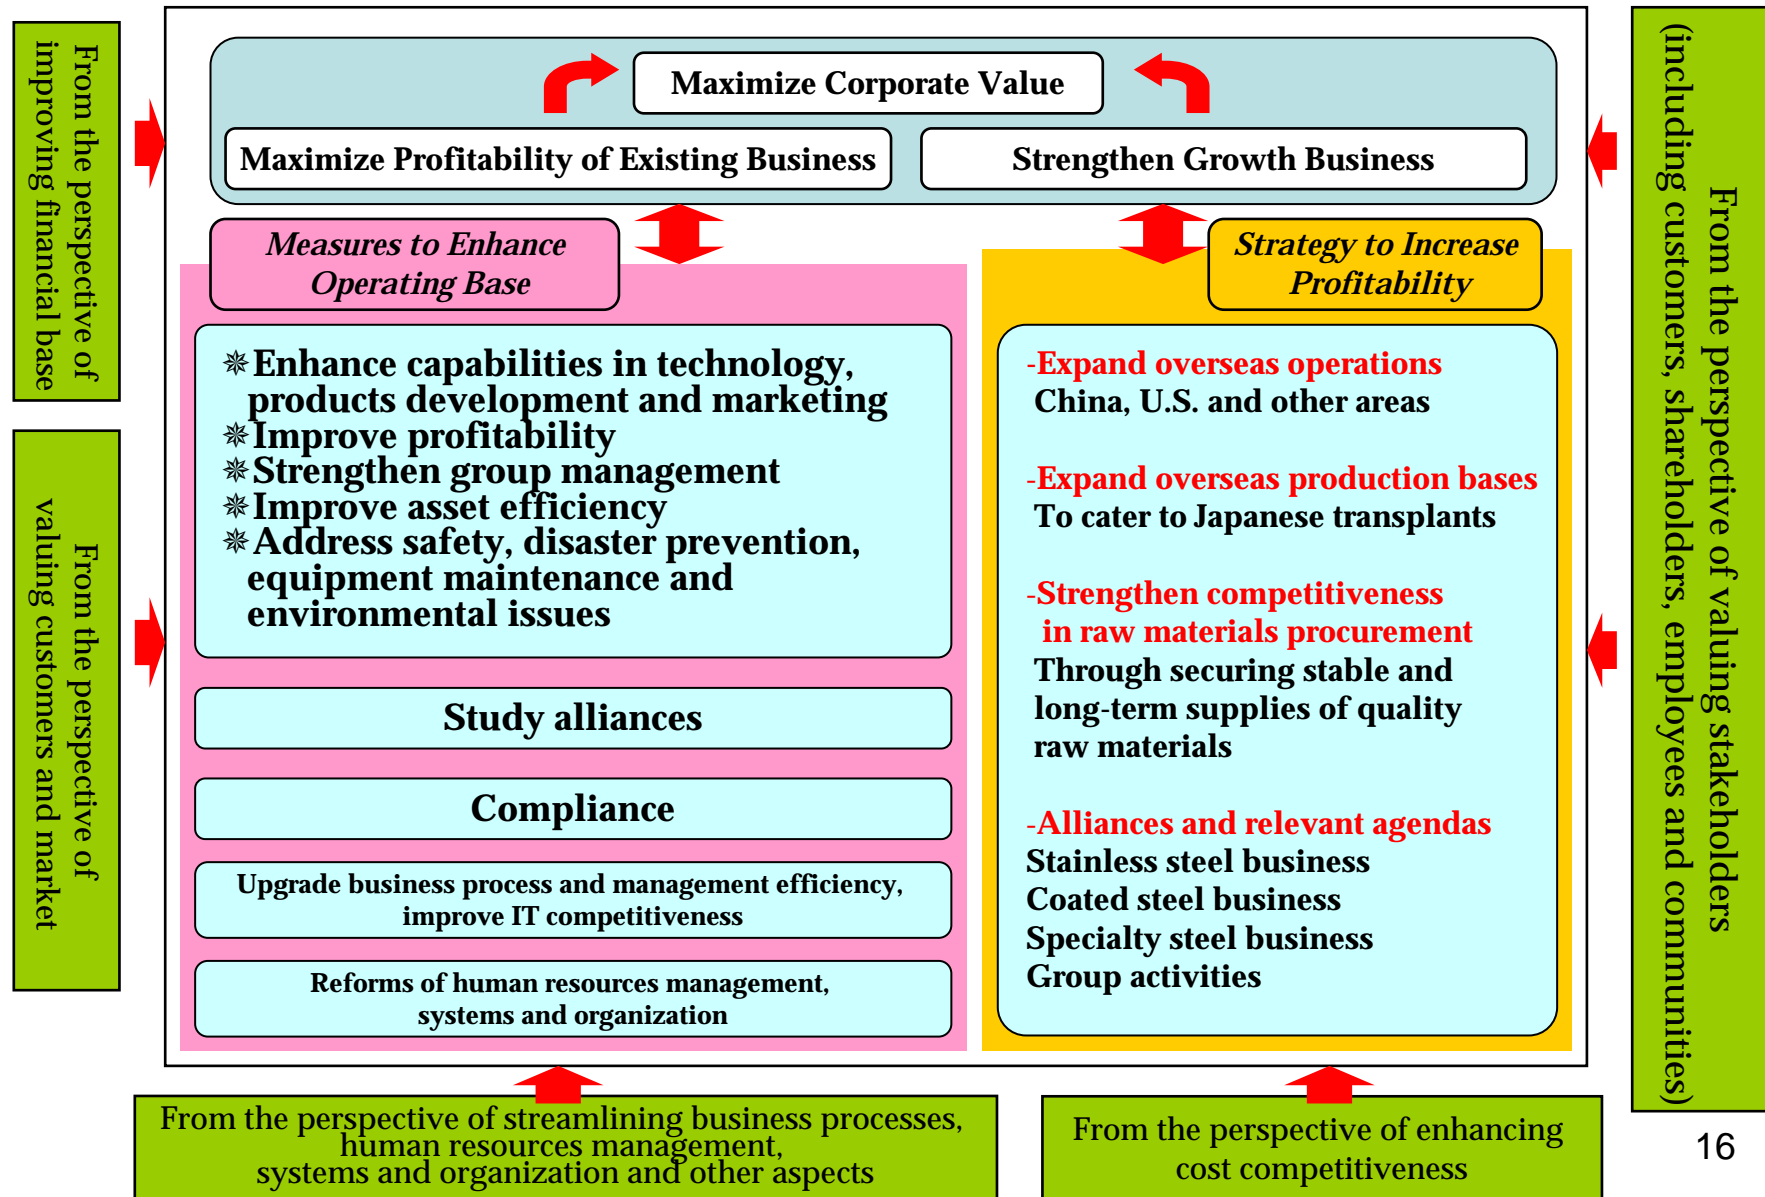 From the perspective of
improving financial base
From the perspective of
valuing customers and market
Maximize Corporate Value
Maximize Profitability of Existing Business
Strengthen Growth Business
Measures to Enhance
Operating Base
✵Enhance capabilities in technology,
products development and marketing
✵Improve profitability
✵Strengthen group management
✵Improve asset efficiency
✵Address safety, disaster prevention,
equipment maintenance and
environmental issues
Study alliances
Compliance
Upgrade business process and management efficiency,
improve IT competitiveness
Reforms of human resources management,
systems and organization
Strategy to Increase
Profitability
-Expand overseas operations
China, U.S. and other areas
-Expand overseas production bases
To cater to Japanese transplants
-Strengthen competitiveness
in raw materials procurement
Through securing stable and
long-term supplies of quality
raw materials
-Alliances and relevant agendas
Stainless steel business
Coated steel business
Specialty steel business
Group activities
From the perspective of valuing stakeholders
(including customers, shareholders, employees and communities)
From the perspective of streamlining business processes,
human resources management,
systems and organization and other aspects
From the perspective of enhancing
cost competitiveness
16